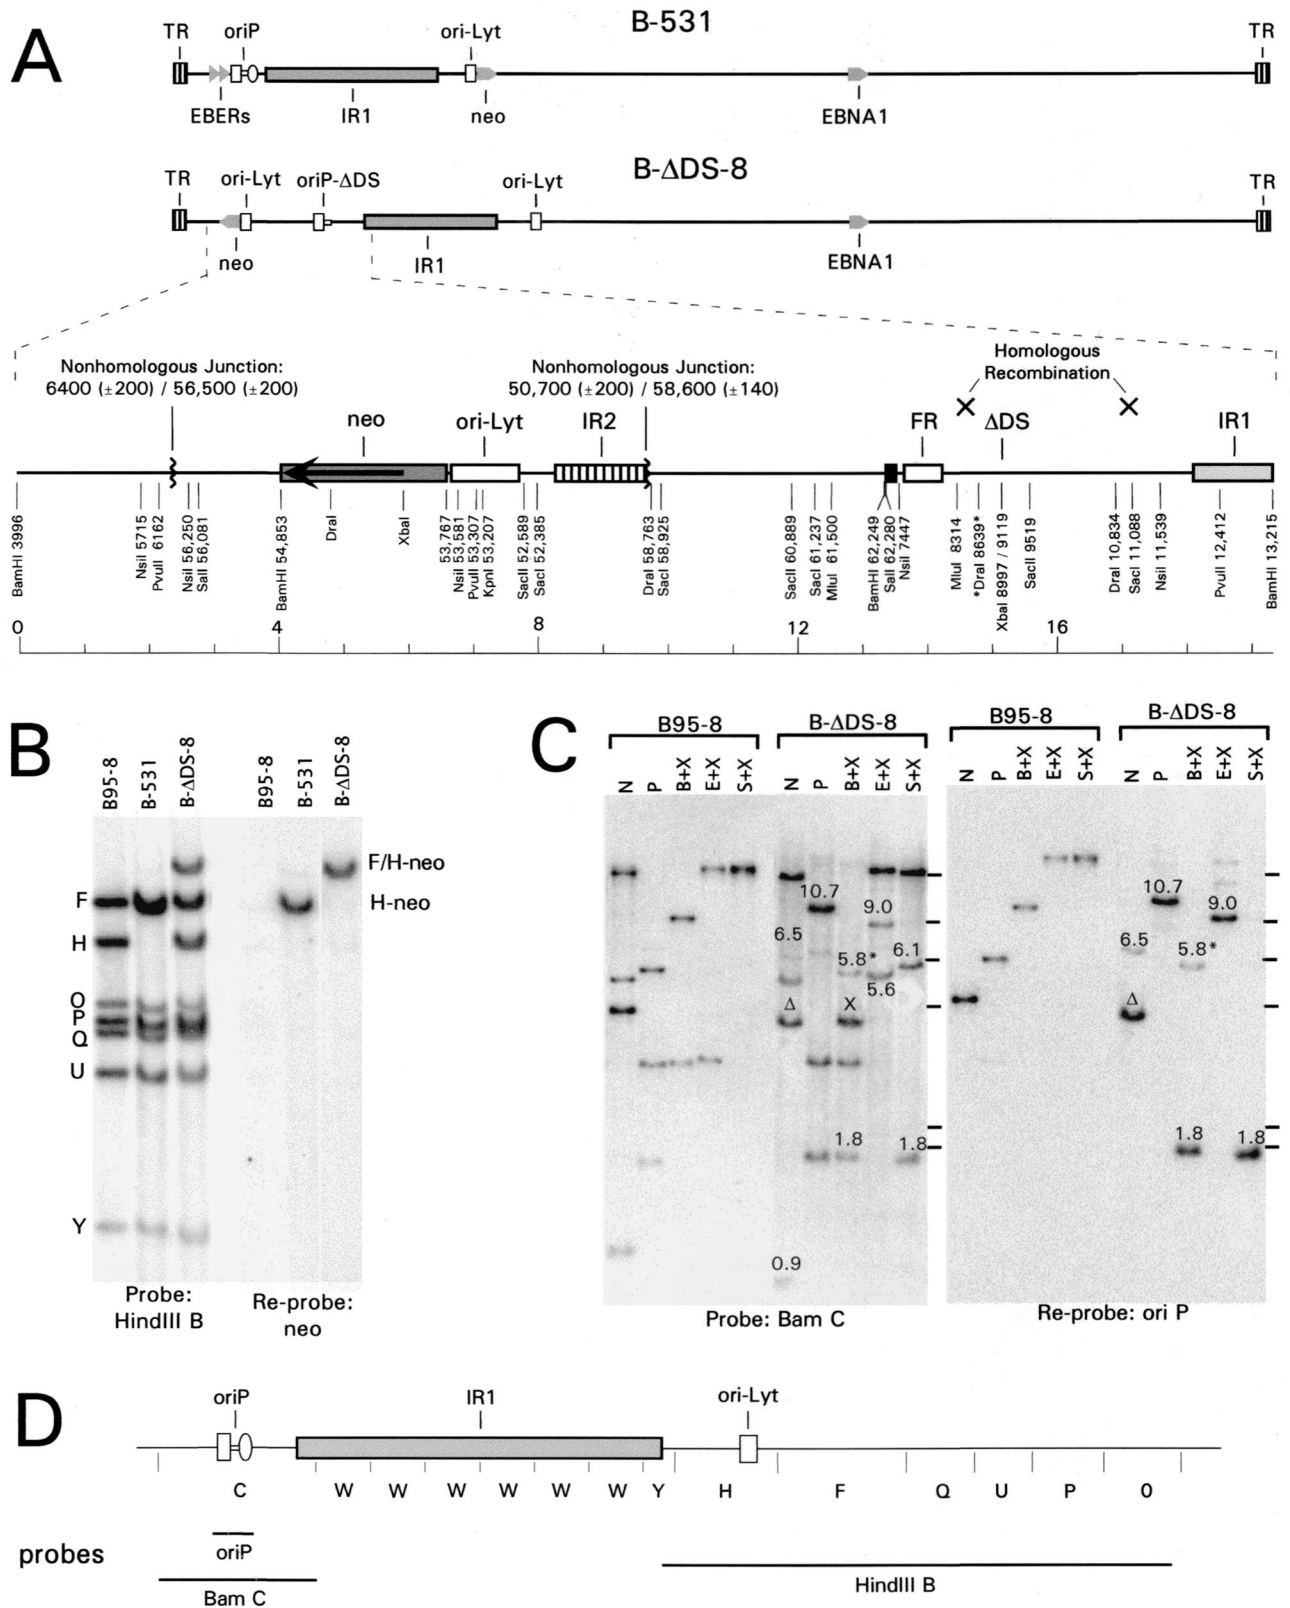 A
B-531
TR oriP ori-Lyt TR
EBERs IR1 neo EBNA1
B-ΔDS-8
TR ori-Lyt oriP-ΔDS ori-Lyt TR
neo IR1 EBNA1
Nonhomologous Junction:
6400 (±200) / 56,500 (±200)
Nonhomologous Junction:
50,700 (±200) / 58,600 (±140)
Homologous
Recombination
neo ori-Lyt IR2 FR ΔDS IR1
BamHI 3996
NsiI 5715
PvuII 6162
NsiI 56,250
SalI 56,081
BamHI 54,853
DraI
XbaI
53,767
NsiI 53,581
PvuII 53,307
KpnI 53,207
SacII 52,589
SacI 52,385
DraI 58,763
SacI 58,925
SacII 60,889
SacI 61,237
MluI 61,500
BamHI 62,249
SalI 62,280
NsiI 7447
MluI 8314
*DraI 8639*
XbaI 8997 / 9119
SacII 9519
DraI 10,834
SacI 11,088
NsiI 11,539
PvuII 12,412
BamHI 13,215
0 4 8 12 16
B
B95-8
B-531
B-ΔDS-8
B95-8
B-531
B-ΔDS-8
F/H-neo
F
H-neo
H
O
P
Q
U
Y
Probe:
HindIII B
Re-probe:
neo
C
B95-8 B-ΔDS-8 B95-8 B-ΔDS-8
N P B+X E+X S+X N P B+X E+X S+X N P B+X E+X S+X N P B+X E+X S+X
10.7 10.7
9.0 9.0
6.5 6.5
5.8* 6.1 5.8*
5.6
Δ X Δ
1.8 1.8 1.8 1.8
0.9
Probe: Bam C
Re-probe: ori P
D
oriP IR1 ori-Lyt
C W W W W W W Y H F Q U P O
probes
oriP
Bam C
HindIII B